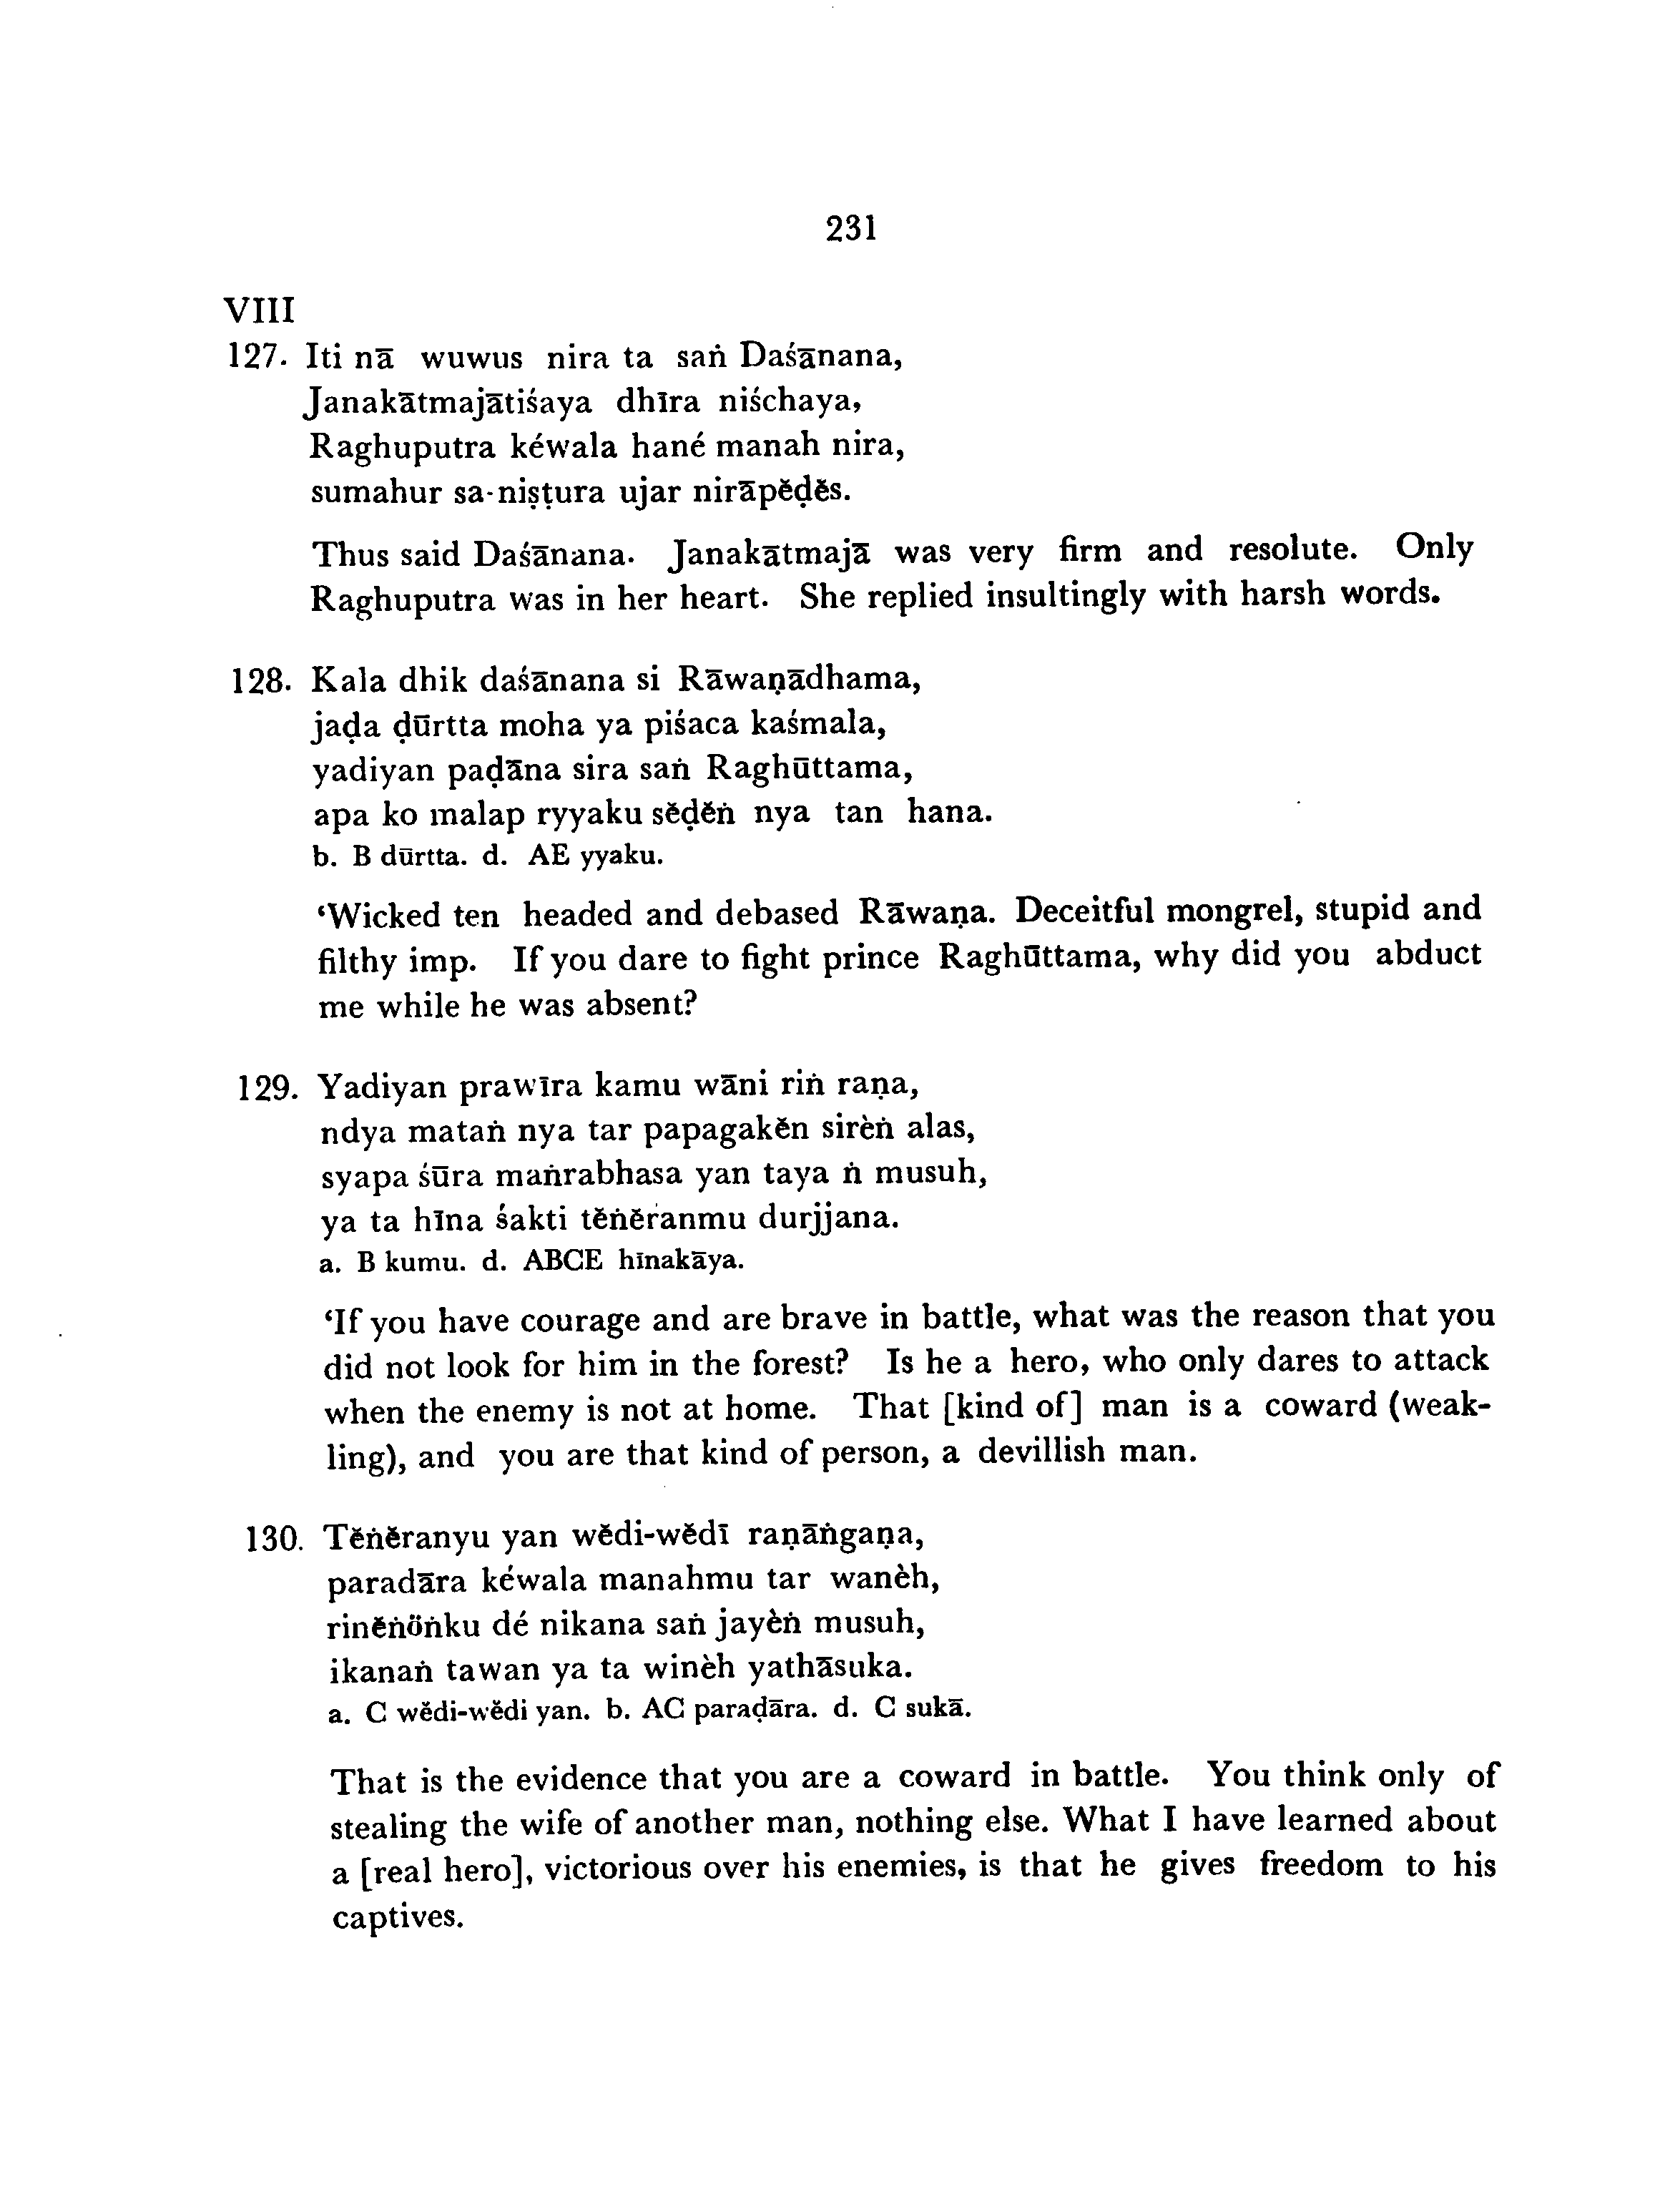 231
VIII
127. Iti nā wuwus nira ta saṅ Daśānana,
Janakātmajātiśaya dhīra niśchaya,
Raghuputra kéwala hané manah nira,
sumahur sa-niṣṭura ujar nirāpĕḍĕs.
Thus said Daśānana. Janakātmajā was very firm and resolute. Only
Raghuputra was in her heart. She replied insultingly with harsh words.
128. Kala dhik daśānana si Rāwaṇādhama,
jaḍa ḍūrtta moha ya piśaca kaśmala,
yadiyan paḍāna sira saṅ Raghūttama,
apa ko malap ryyaku sĕḍĕṅ nya tan hana.
b. B dūrtta. d. AE yyaku.
‘Wicked ten headed and debased Rāwaṇa. Deceitful mongrel, stupid and
filthy imp. If you dare to fight prince Raghūttama, why did you abduct
me while he was absent?
129. Yadiyan prawīra kamu wāni riṅ raṇa,
ndya mataṅ nya tar papagakĕn sirèṅ alas,
syapa śūra maṅrabhasa yan taya ṅ musuh,
ya ta hīna śakti tĕṅĕranmu durjjana.
a. B kumu. d. ABCE hīnakāya.
‘If you have courage and are brave in battle, what was the reason that you
did not look for him in the forest? Is he a hero, who only dares to attack
when the enemy is not at home. That [kind of] man is a coward (weak-
ling), and you are that kind of person, a devillish man.
130. Tĕṅĕranyu yan wĕdi-wĕdī raṇāṅgaṇa,
paradāra kéwala manahmu tar wanèh,
rinĕṅöṅku dé nikana saṅ jayèṅ musuh,
ikanaṅ tawan ya ta winèh yathāsuka.
a. C wĕdi-wĕdi yan. b. AC paraḍāra. d. C sukā.
That is the evidence that you are a coward in battle. You think only of
stealing the wife of another man, nothing else. What I have learned about
a [real hero], victorious over his enemies, is that he gives freedom to his
captives.